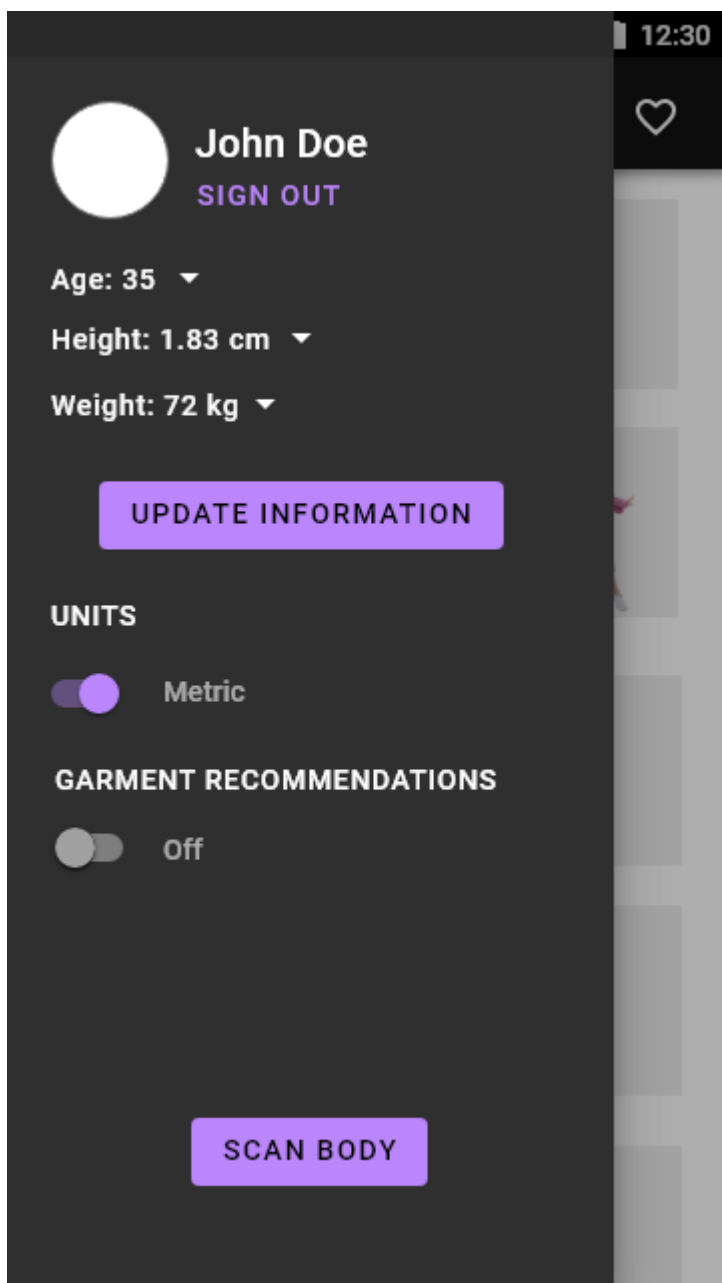 12:30
John Doe
SIGN OUT
Age: 35
Height: 1.83 cm
Weight: 72 kg
UPDATE INFORMATION
UNITS
Metric
GARMENT RECOMMENDATIONS
Off
SCAN BODY